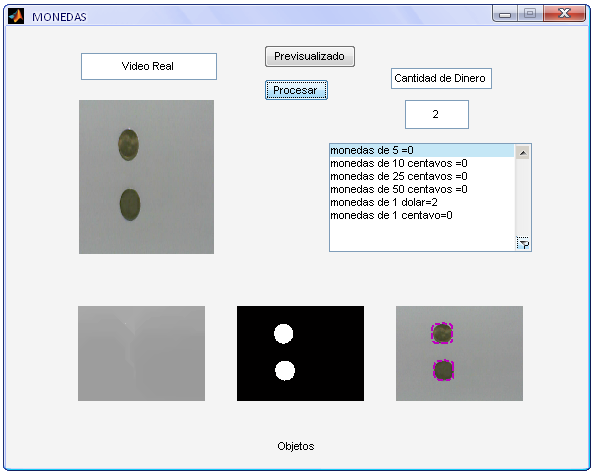 MONEDAS
Video Real
Previsualizado
Procesar
Cantidad de Dinero
2
monedas de 5 =0
monedas de 10 centavos =0
monedas de 25 centavos =0
monedas de 50 centavos =0
monedas de 1 dolar=2
monedas de 1 centavo=0
Objetos